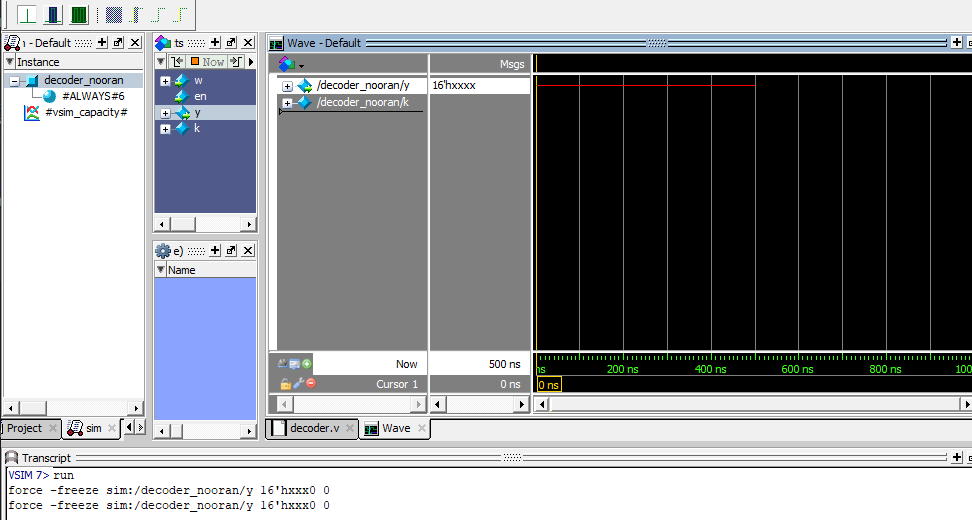 - Default
Instance
decoder_nooran
#ALWAYS#6
#vsim_capacity#
Project
sim
ts
Now
w
en
y
k
e)
Name
Wave - Default
Msgs
/decoder_nooran/y
16'hxxxx
/decoder_nooran/k
Now
500 ns
Cursor 1
0 ns
ns
200 ns
400 ns
600 ns
800 ns
100
0 ns
decoder.v
Wave
Transcript
VSIM 7> run
force -freeze sim:/decoder_nooran/y 16'hxxx0 0
force -freeze sim:/decoder_nooran/y 16'hxxx0 0